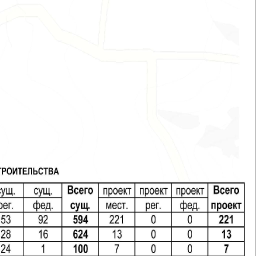 ТРОИТЕЛЬСТВА
сущ. сущ. Всего проект проект проект Всего
рег. фед. сущ. мест. рег. фед. проект
53 92 594 221 0 0 221
28 16 624 13 0 0 13
24 1 100 7 0 0 7